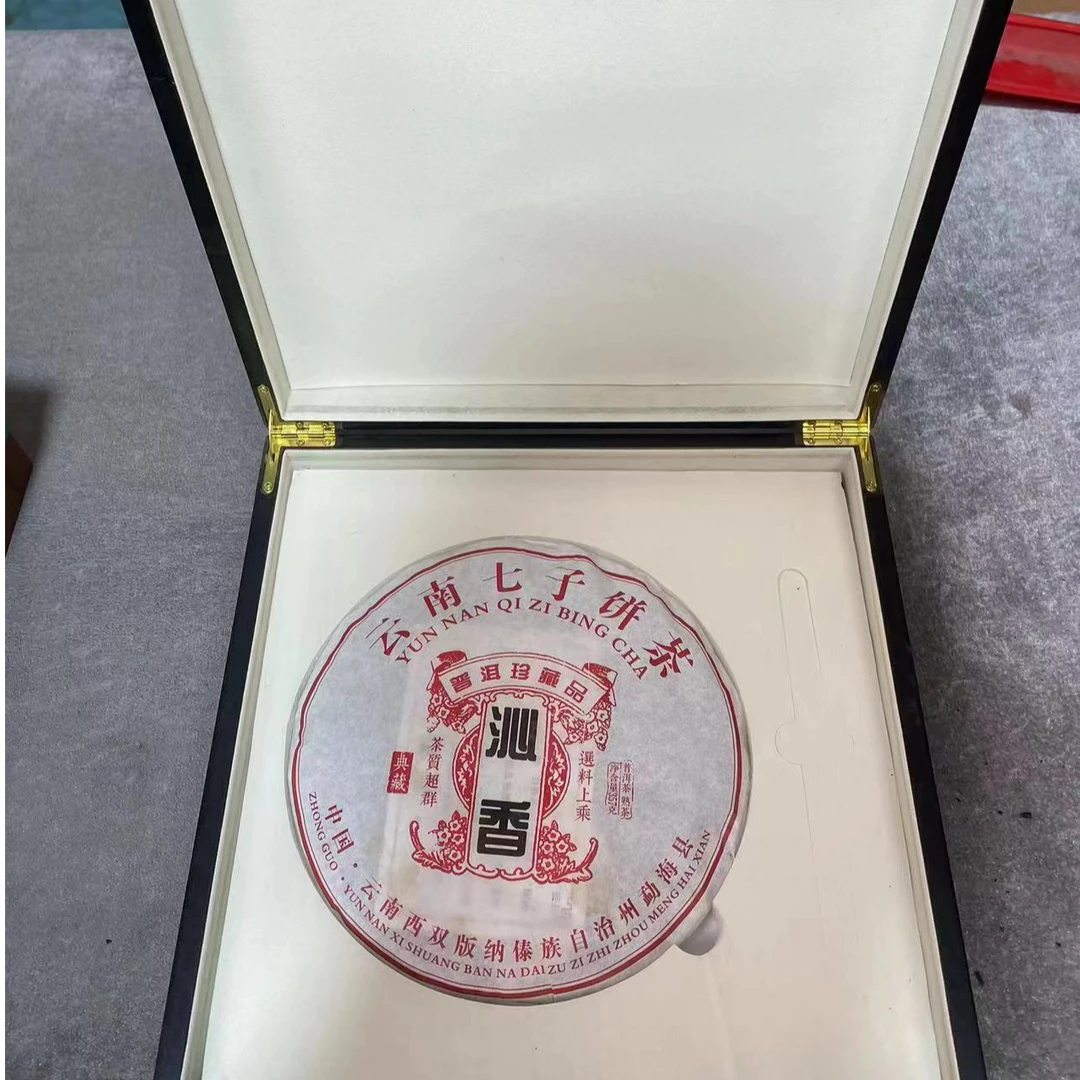 云南七子饼茶
YUN NAN QI ZI BING CHA
普洱珍藏品
沁香
選料上乘
茶質超群
典藏
普洱茶熟茶
净含量357克
中国·云南西双版纳傣族自治州勐海县
ZHONG GUO · YUN NAN XI SHUANG BAN NA DAI ZU ZI ZHI ZHOU MENG HAI XIAN